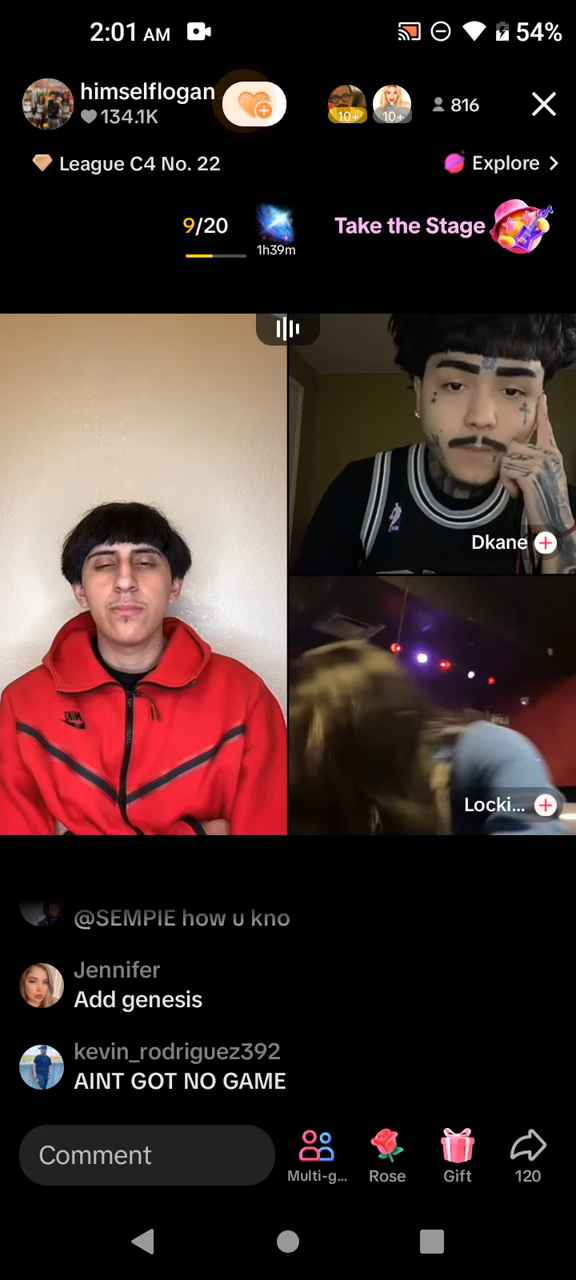 2:01 AM 54%
himselflogan
134.1K
10+ 10+ 816
League C4 No. 22
Explore >
9/20
1h39m
Take the Stage
Dkane
Locki...
@SEMPIE how u kno
Jennifer
Add genesis
kevin_rodriguez392
AINT GOT NO GAME
Comment
Multi-g...
Rose
Gift
120